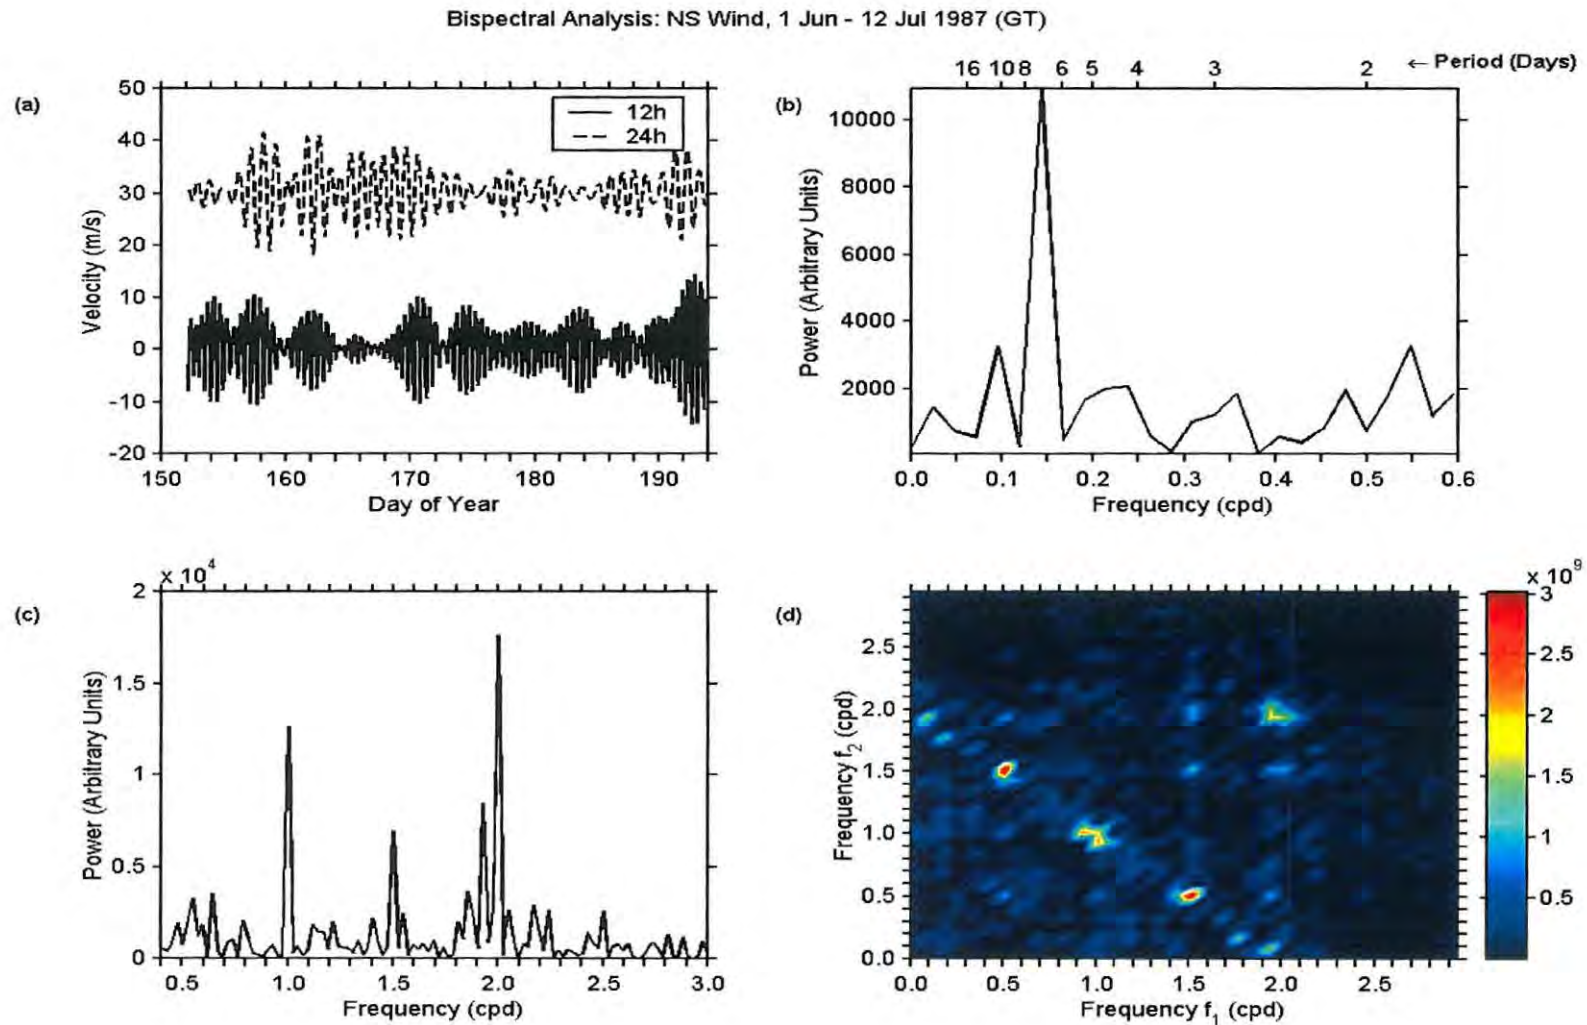 Bispectral Analysis: NS Wind, 1 Jun - 12 Jul 1987 (GT)
(a)
50
40
30
20
10
0
-10
-20
Velocity (m/s)
12h
24h
150 160 170 180 190
Day of Year
(b)
16 10 8 6 5 4 3 2 ← Period (Days)
10000
8000
6000
4000
2000
Power (Arbitrary Units)
0.0 0.1 0.2 0.3 0.4 0.5 0.6
Frequency (cpd)
(c)
x 10^4
2
1.5
1
0.5
0
Power (Arbitrary Units)
0.5 1.0 1.5 2.0 2.5 3.0
Frequency (cpd)
(d)
2.5
2.0
1.5
1.0
0.5
0.0
Frequency f_2 (cpd)
0.0 0.5 1.0 1.5 2.0 2.5
Frequency f_1 (cpd)
x 10^9
3
2.5
2
1.5
1
0.5